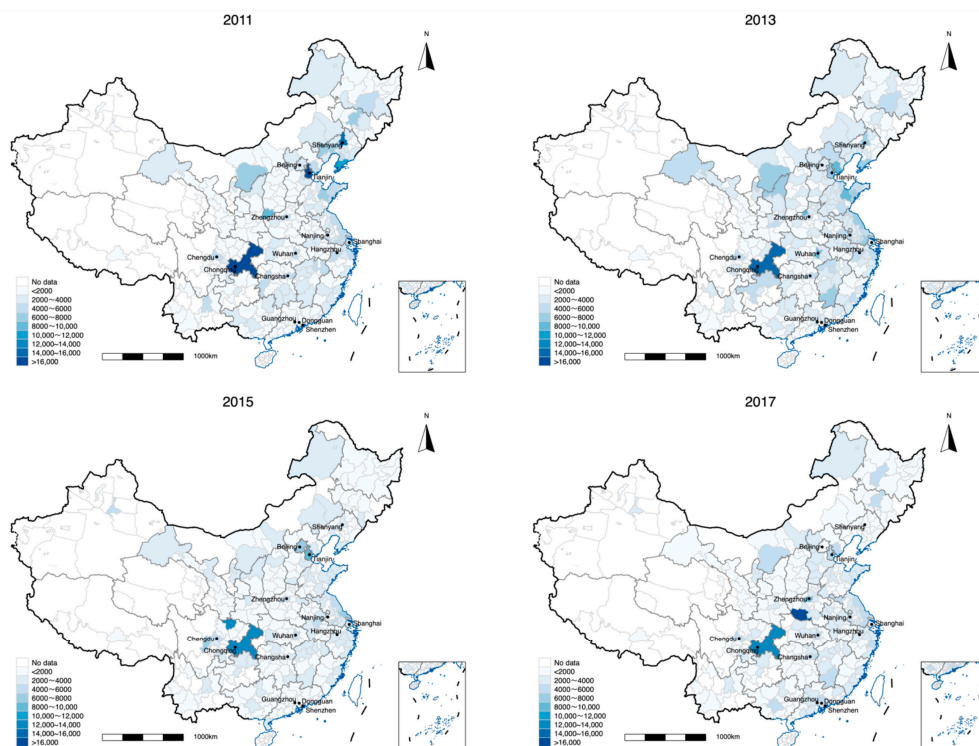 2011
N
Shenyang
Beijing
Tianjin
Zhengzhou
Nanjing
Shanghai
Chengdu
Wuhan
Hangzhou
Chongqin
Changsha
Guangzhou
Dongguan
Shenzhen
No data
<2000
2000~4000
4000~6000
6000~8000
8000~10,000
10,000~12,000
12,000~14,000
14,000~16,000
>16,000
1000km
2013
N
Shenyang
Beijing
Tianjin
Zhengzhou
Nanjing
Shanghai
Chengdu
Wuhan
Hangzhou
Chongqin
Changsha
Guangzhou
Dongguan
Shenzhen
No data
<2000
2000~4000
4000~6000
6000~8000
8000~10,000
10,000~12,000
12,000~14,000
14,000~16,000
>16,000
1000km
2015
N
Shenyang
Beijing
Tianjin
Zhengzhou
Nanjing
Shanghai
Chengdu
Wuhan
Hangzhou
Chongqin
Changsha
Guangzhou
Dongguan
Shenzhen
No data
<2000
2000~4000
4000~6000
6000~8000
8000~10,000
10,000~12,000
12,000~14,000
14,000~16,000
>16,000
1000km
2017
N
Shenyang
Beijing
Tianjin
Zhengzhou
Nanjing
Shanghai
Chengdu
Wuhan
Hangzhou
Chongqin
Changsha
Guangzhou
Dongguan
Shenzhen
No data
<2000
2000~4000
4000~6000
6000~8000
8000~10,000
10,000~12,000
12,000~14,000
14,000~16,000
>16,000
1000km